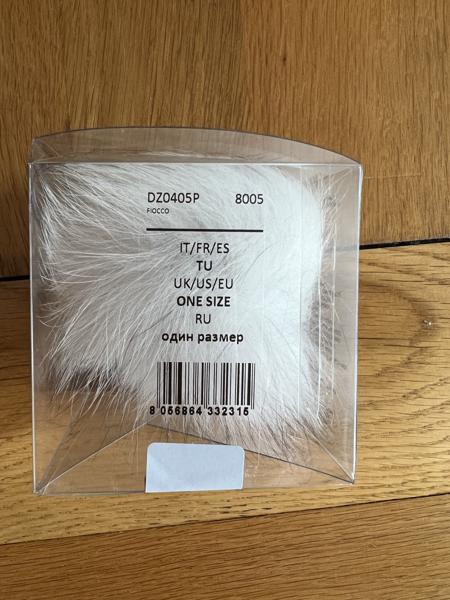 DZ0405P 8005
FIOCCO
IT/FR/ES
TU
UK/US/EU
ONE SIZE
RU
один размер
8 056864 332315